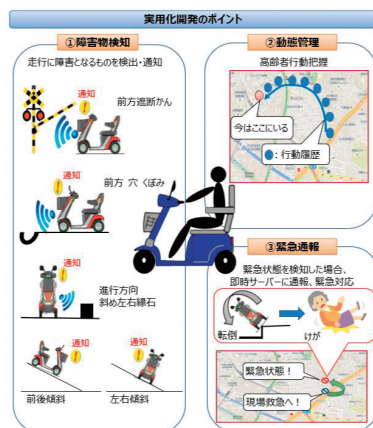 実用化開発のポイント
①障害物検知
走行に障害となるものを検出・通知
通知
前方遮断かん
通知
前方 穴 くぼみ
通知
進行方向
斜め左右縁石
通知
通知
前後傾斜
左右傾斜
②動態管理
高齢者行動把握
今はここにいる
：行動履歴
③緊急通報
緊急状態を検知した場合、
即時サーバーに通報、緊急対応
転倒
けが
緊急状態！
現場救急へ！